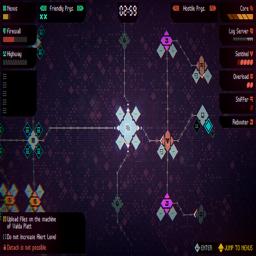 Nexus
Friendly Prgs.
02:59
Hostile Prgs.
Core
Firewall
Highway
Log Server
Sentinel
Overload
Sniffer
Rebooter
Upload files on the machine
of Valda Platt
Do not increase Alert Level
Detach is not possible.
ENTER
JUMP TO NEXUS